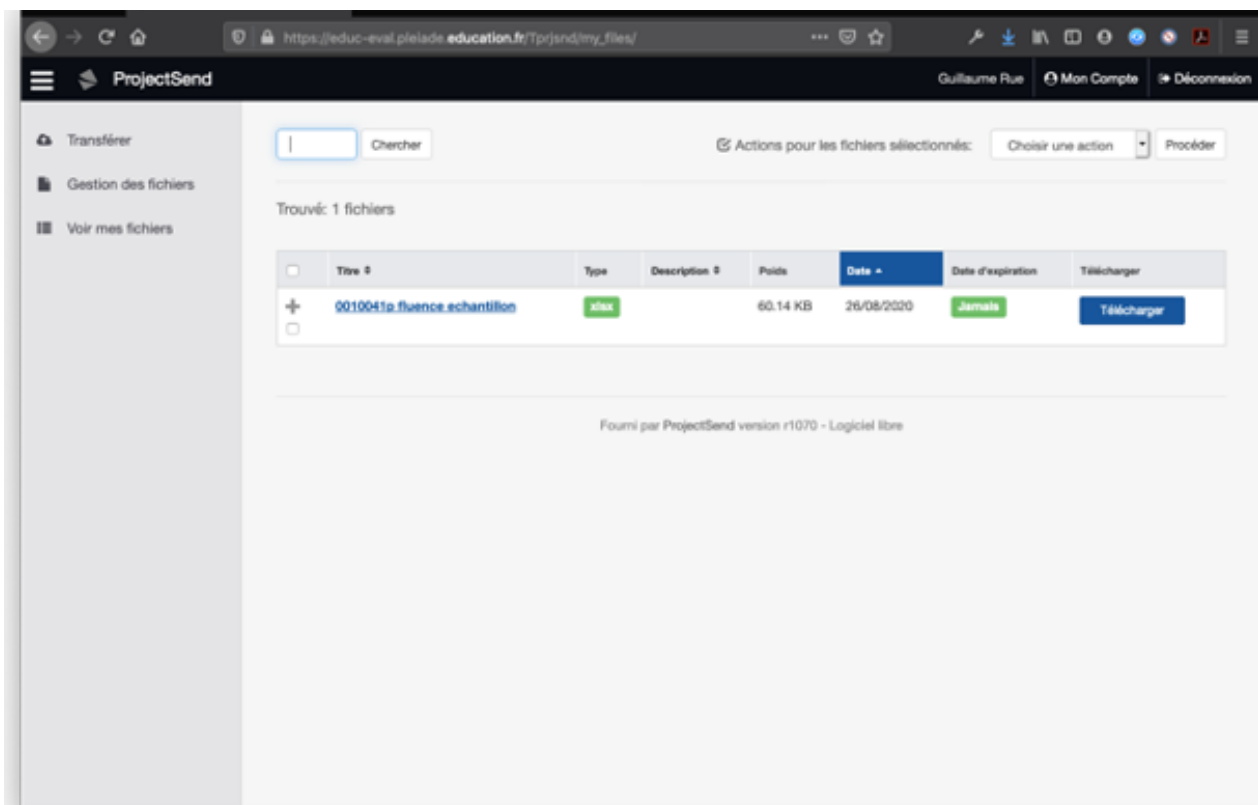 https://educ-eval.pleiade.education.fr/Tprjsnd/my_files/
ProjectSend
Guillaume Rue
Mon Compte
Déconnexion
Transférer
Gestion des fichiers
Voir mes fichiers
Chercher
Actions pour les fichiers sélectionnés:
Choisir une action
Procéder
Trouvé: 1 fichiers
Titre
Type
Description
Poids
Date
Date d'expiration
Télécharger
0010041p fluence echantillon
xlsx
60.14 KB
26/08/2020
Jamais
Télécharger
Fourni par ProjectSend version r1070 - Logiciel libre